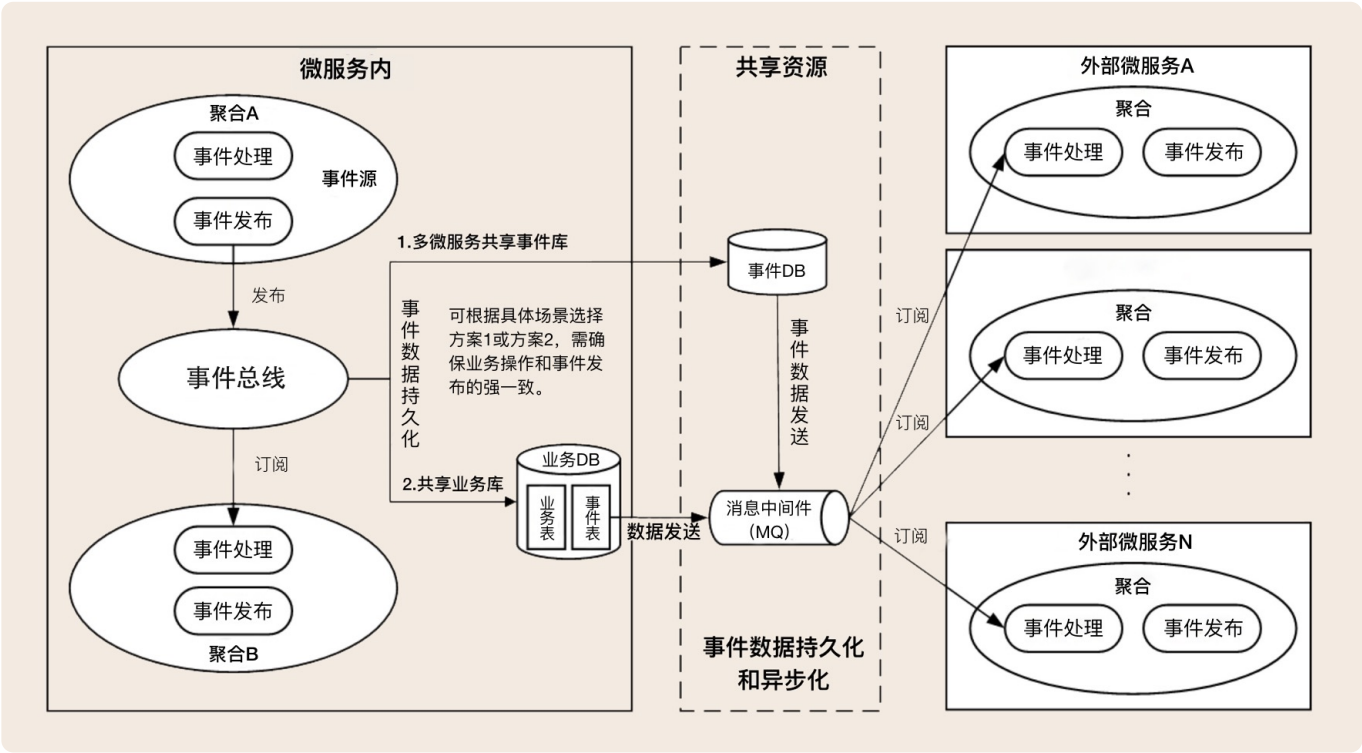 微服务内
聚合A
事件处理
事件源
事件发布
发布
事件总线
订阅
事件处理
事件发布
聚合B
1.多微服务共享事件库
事件数据持久化
可根据具体场景选择
方案1或方案2，需确
保业务操作和事件发
布的强一致。
2.共享业务库
业务DB
业务表
事件表
数据发送
共享资源
事件DB
事件数据发送
消息中间件
（MQ）
事件数据持久化
和异步化
订阅
订阅
订阅
外部微服务A
聚合
事件处理
事件发布
聚合
事件处理
事件发布
外部微服务N
聚合
事件处理
事件发布